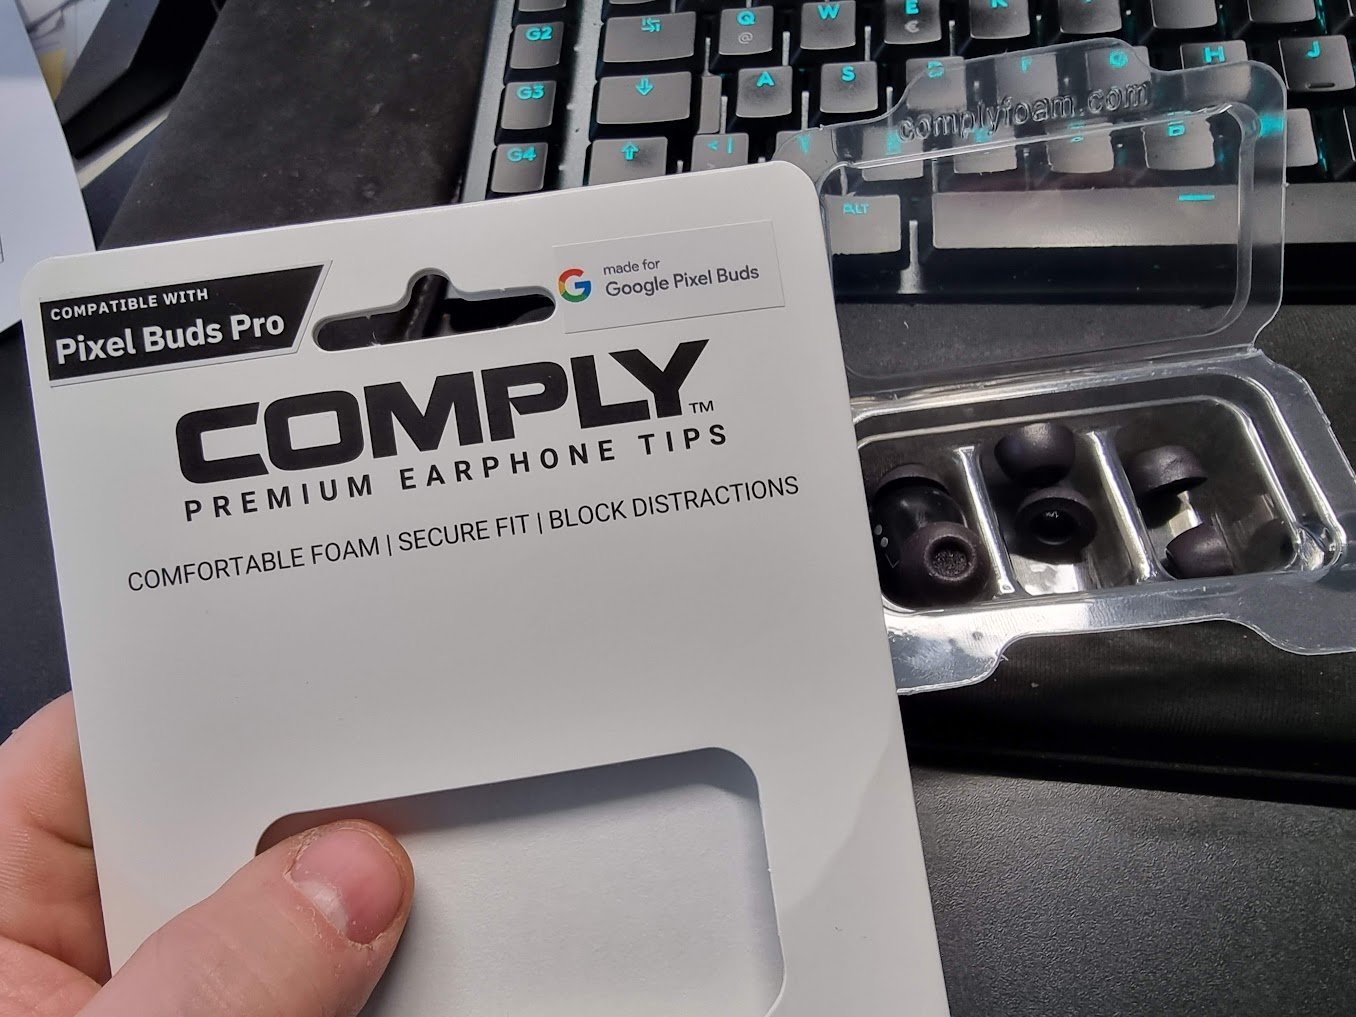 G2
Q
@
W
E
€
R
G3
A
S
D
F
G
H
J
complyfoam.com
G4
B
ALT
COMPATIBLE WITH
Pixel Buds Pro
made for
Google Pixel Buds
COMPLY™
PREMIUM EARPHONE TIPS
COMFORTABLE FOAM | SECURE FIT | BLOCK DISTRACTIONS